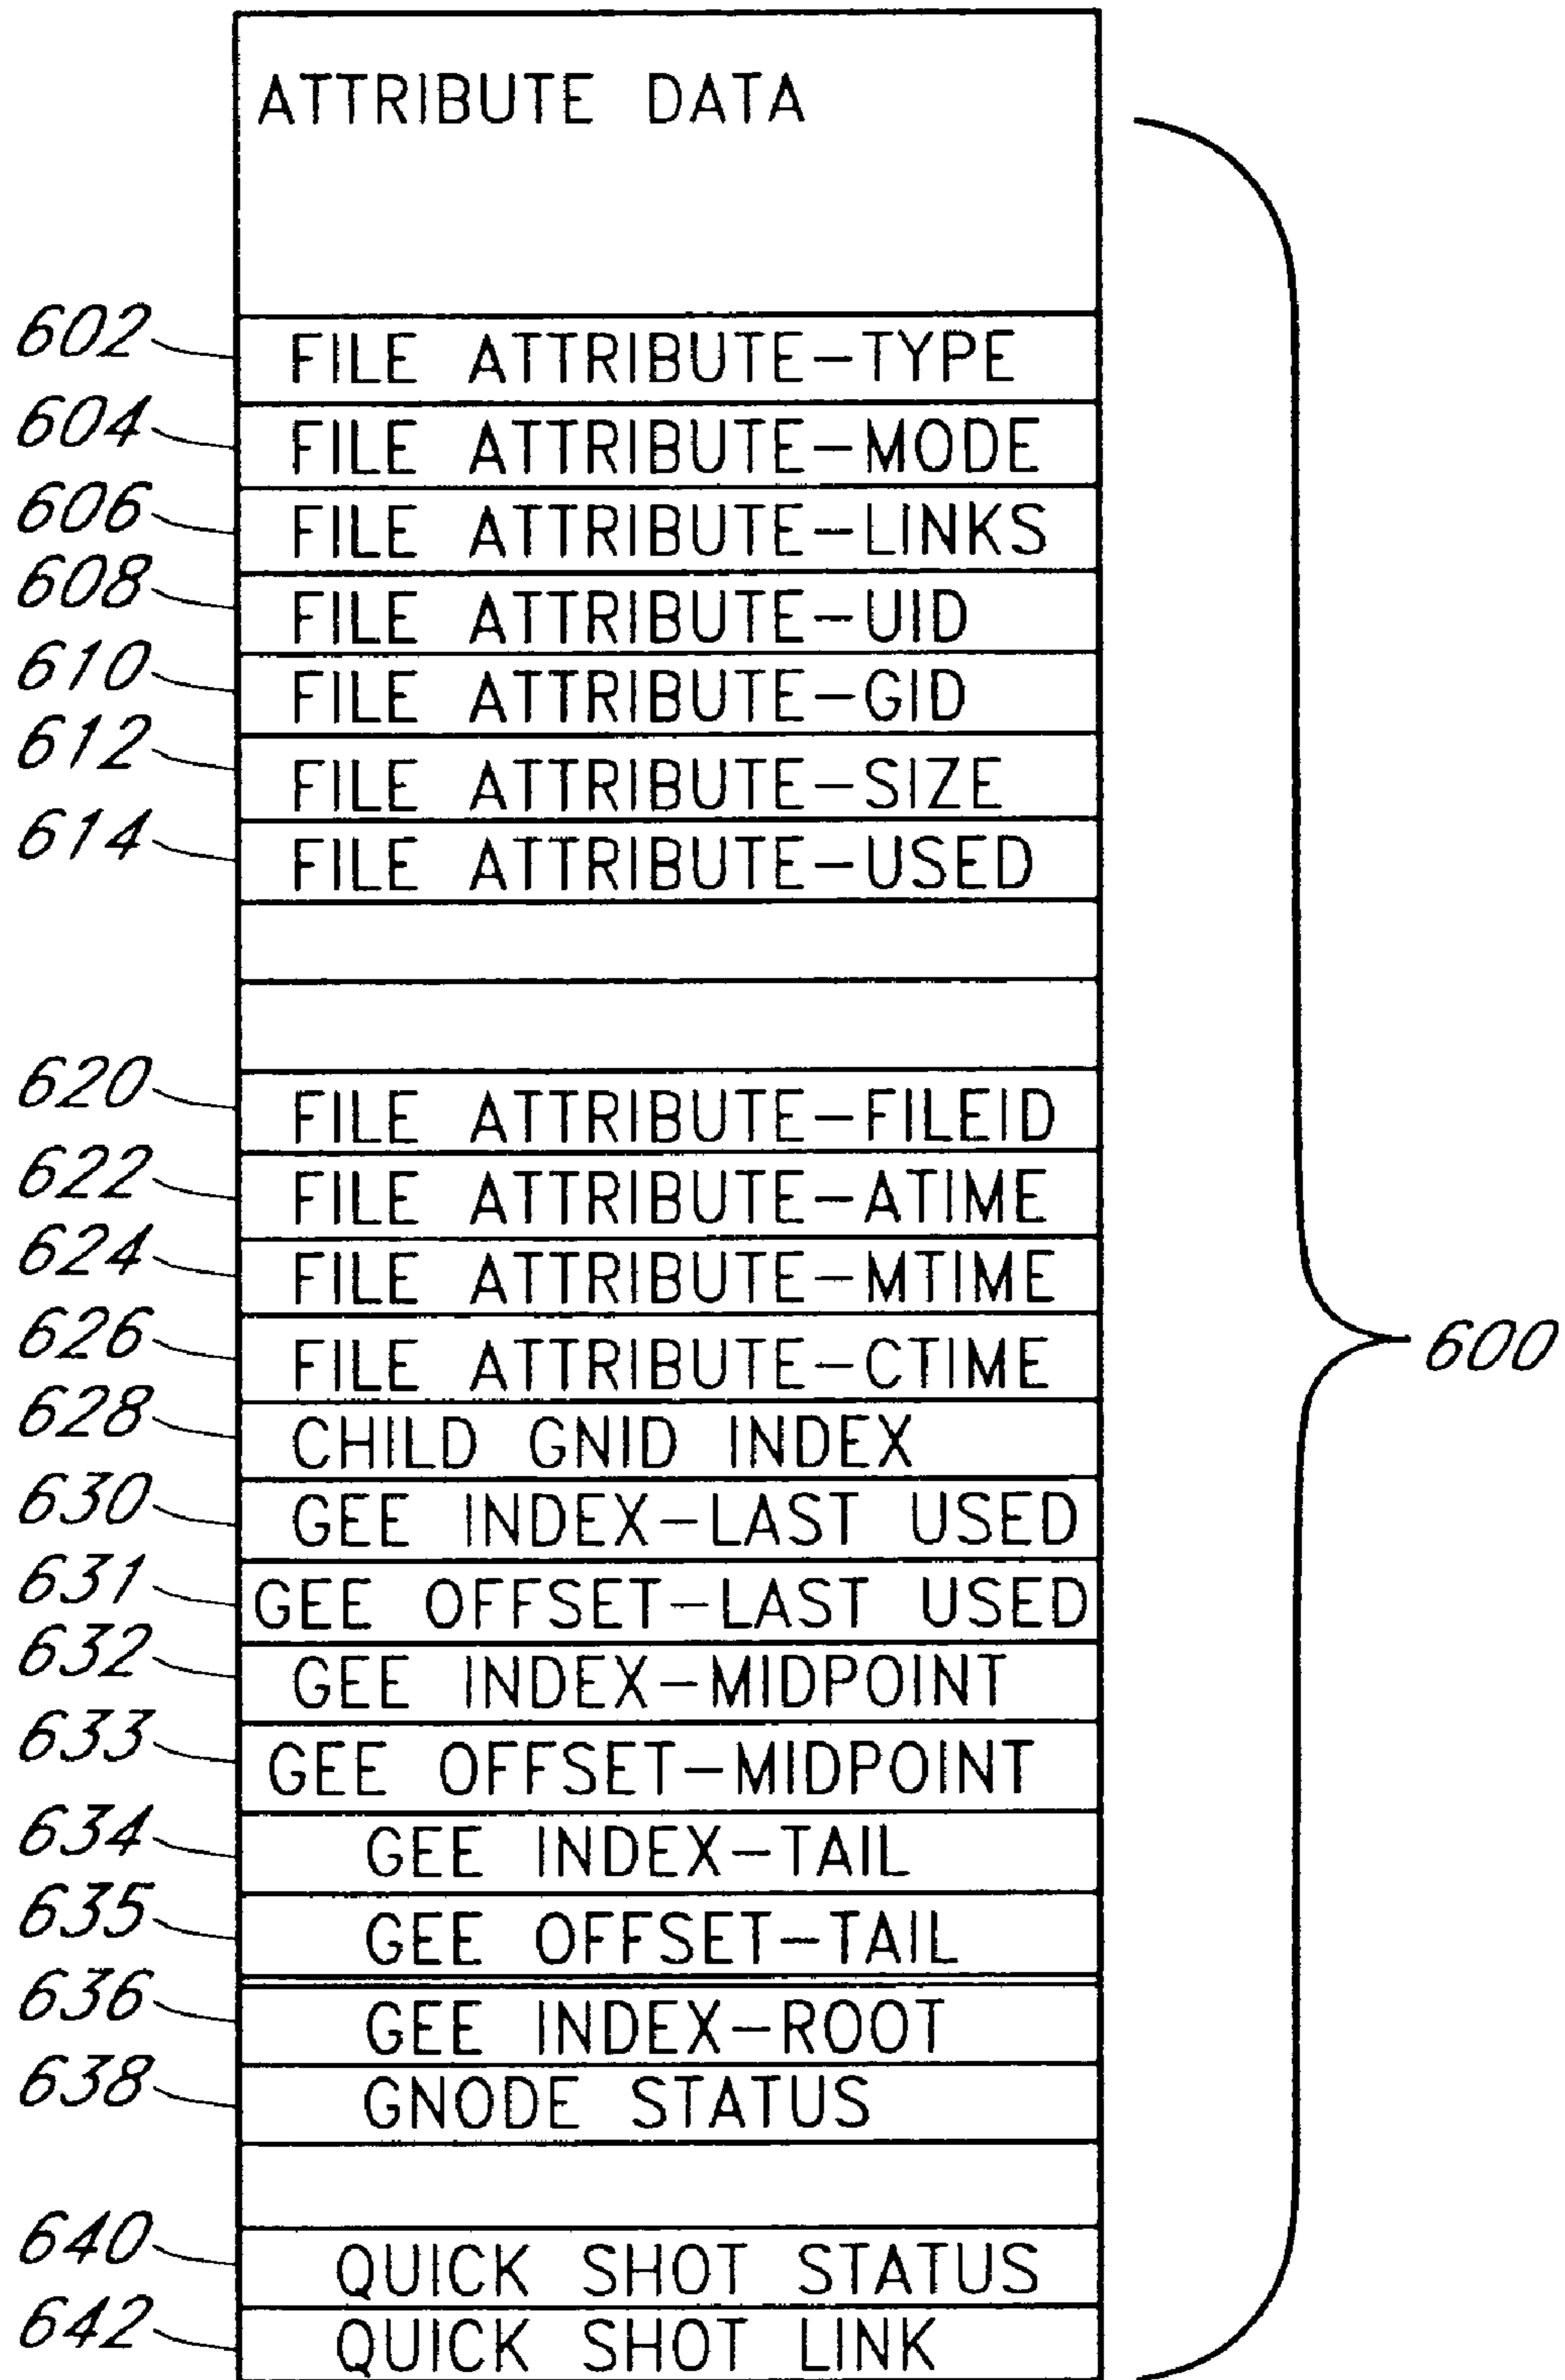 ATTRIBUTE DATA
602 FILE ATTRIBUTE-TYPE
604 FILE ATTRIBUTE-MODE
606 FILE ATTRIBUTE-LINKS
608 FILE ATTRIBUTE-UID
610 FILE ATTRIBUTE-GID
612 FILE ATTRIBUTE-SIZE
614 FILE ATTRIBUTE-USED
620 FILE ATTRIBUTE-FILEID
622 FILE ATTRIBUTE-ATIME
624 FILE ATTRIBUTE-MTIME
626 FILE ATTRIBUTE-CTIME
600
628 CHILD GNID INDEX
630 GEE INDEX-LAST USED
631 GEE OFFSET-LAST USED
632 GEE INDEX-MIDPOINT
633 GEE OFFSET-MIDPOINT
634 GEE INDEX-TAIL
635 GEE OFFSET-TAIL
636 GEE INDEX-ROOT
638 GNODE STATUS
640 QUICK SHOT STATUS
642 QUICK SHOT LINK